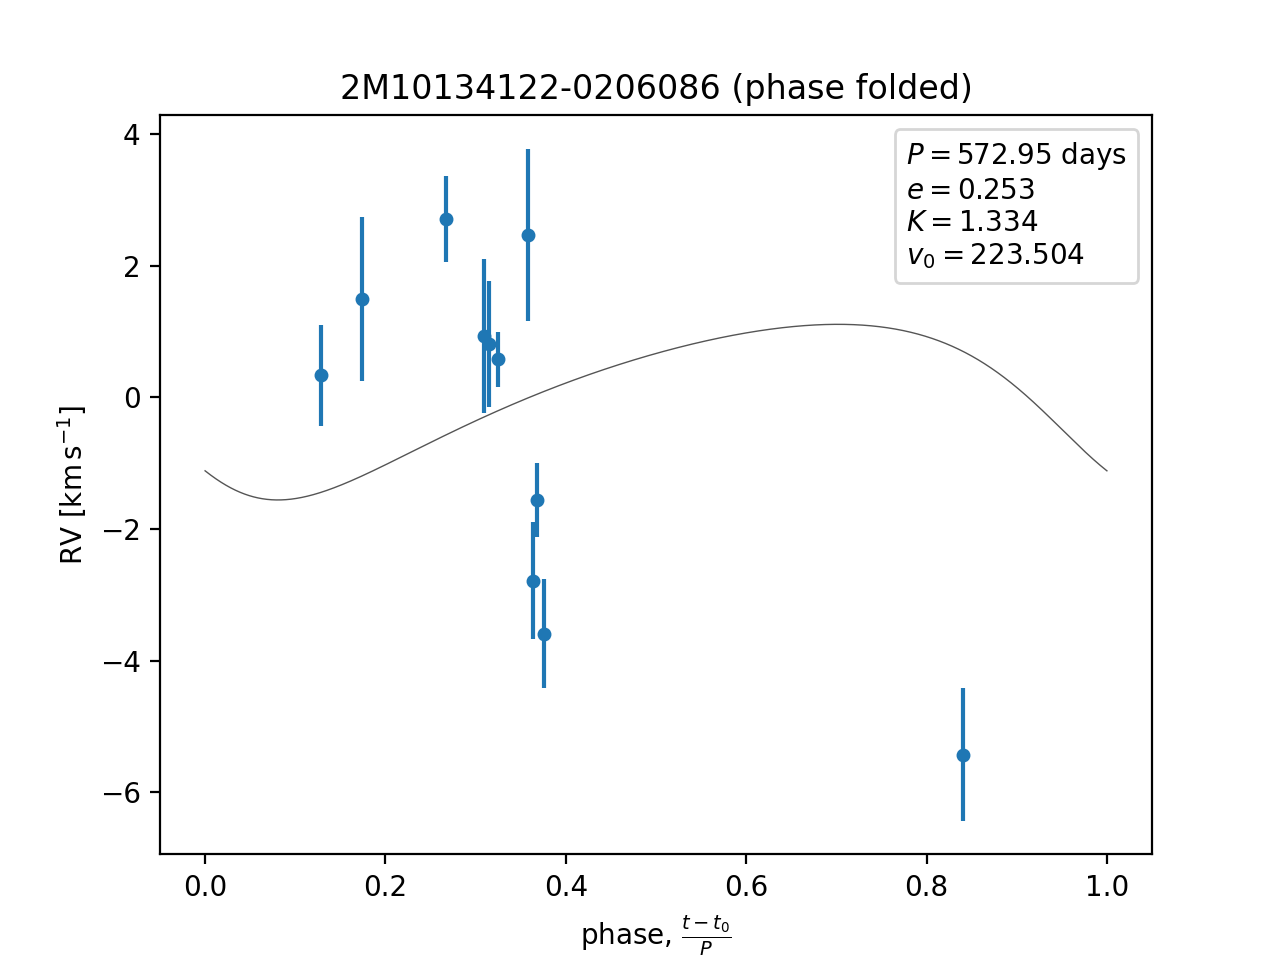 2M10134122-0206086 (phase folded)
P = 572.95 days
e = 0.253
K = 1.334
v₀ = 223.504
4
2
0
−2
−4
−6
RV [km s⁻¹]
0.0 0.2 0.4 0.6 0.8 1.0
phase, (t − t₀)/P